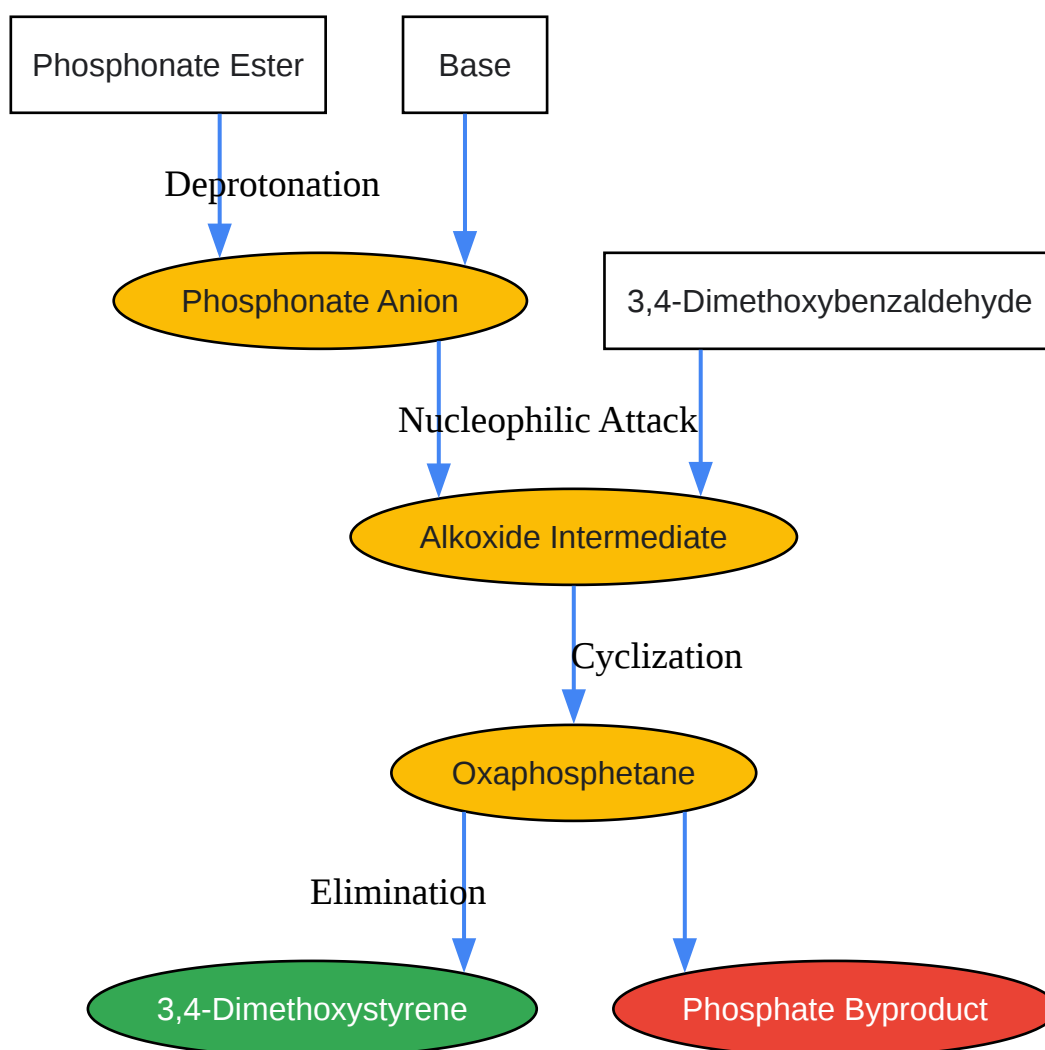 Phosphonate Ester
Base
Deprotonation
Phosphonate Anion
3,4-Dimethoxybenzaldehyde
Nucleophilic Attack
Alkoxide Intermediate
Cyclization
Oxaphosphetane
Elimination
3,4-Dimethoxystyrene
Phosphate Byproduct